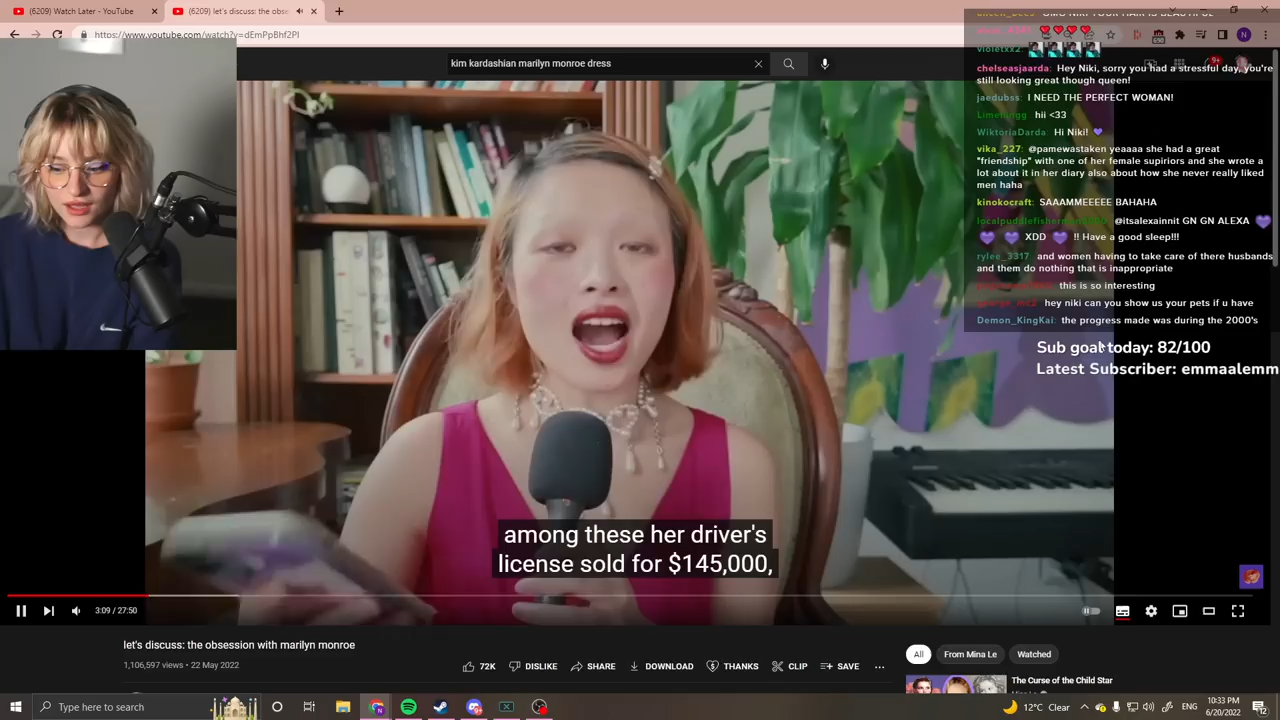 (6209) Watch Later - YouTube
(6209) let's discuss: the obsession
https://www.youtube.com/watch?v=dEmPpBhf2PI
kim kardashian marilyn monroe dress
violetxx2:
chelseasjaarda: Hey Niki, sorry you had a stressful day, you're
still looking great though queen!
jaedubss: I NEED THE PERFECT WOMAN!
hii <33
WiktoriaDarda: Hi Niki!
vika_227: @pamewastaken yeaaaa she had a great
"friendship" with one of her female supiriors and she wrote a
lot about it in her diary also about how she never really liked
men haha
kinokocraft: SAAAMMEEEEE BAHAHA
@itsalexainnit GN GN ALEXA
XDD !! Have a good sleep!!!
rylee_3317 and women having to take care of there husbands
and them do nothing that is inappropriate
this is so interesting
hey niki can you show us your pets if u have
Demon_KingKai: the progress made was during the 2000's
Sub goal today: 82/100
Latest Subscriber: emmaalemm
among these her driver's
license sold for $145,000,
3:09 / 27:50
let's discuss: the obsession with marilyn monroe
1,106,597 views • 22 May 2022
72K DISLIKE SHARE DOWNLOAD THANKS CLIP SAVE
All From Mina Le Watched
The Curse of the Child Star
Type here to search
12°C Clear
10:33 PM
6/20/2022
12